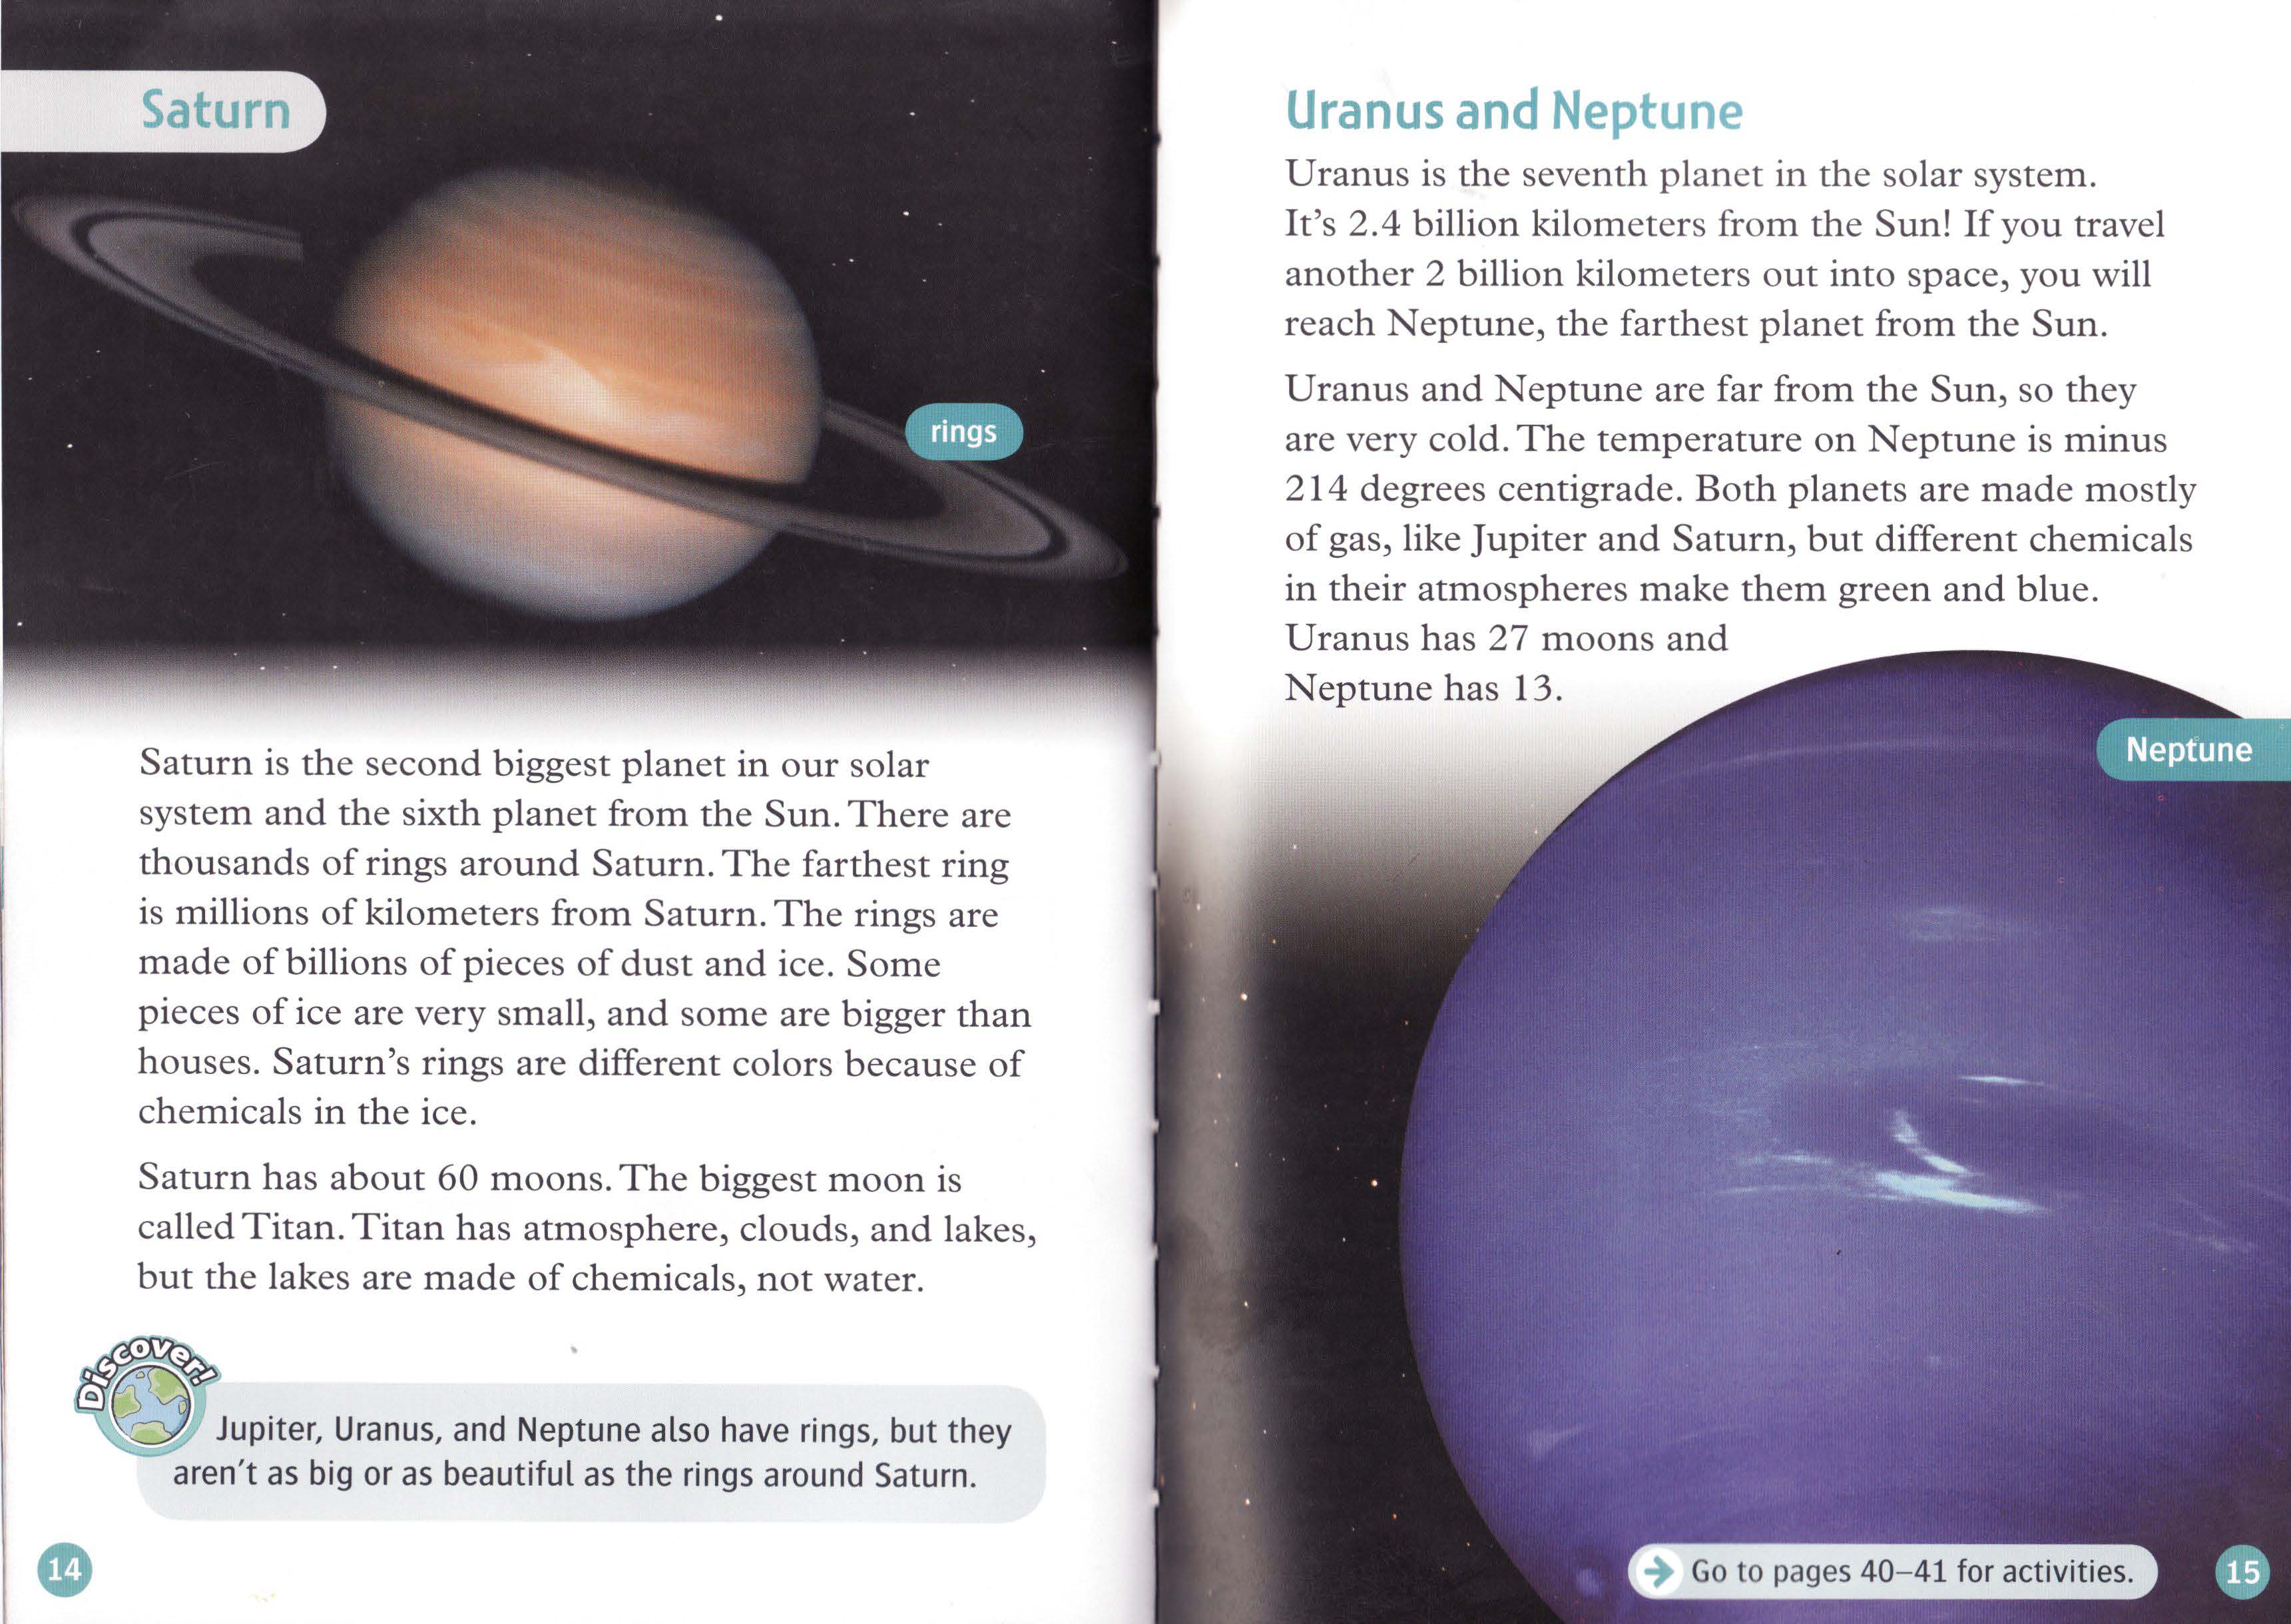 Saturn
rings
Saturn is the second biggest planet in our solar
system and the sixth planet from the Sun. There are
thousands of rings around Saturn. The farthest ring
is millions of kilometers from Saturn. The rings are
made of billions of pieces of dust and ice. Some
pieces of ice are very small, and some are bigger than
houses. Saturn's rings are different colors because of
chemicals in the ice.
Saturn has about 60 moons. The biggest moon is
called Titan. Titan has atmosphere, clouds, and lakes,
but the lakes are made of chemicals, not water.
Discover!
Jupiter, Uranus, and Neptune also have rings, but they
aren't as big or as beautiful as the rings around Saturn.
14
Uranus and Neptune
Uranus is the seventh planet in the solar system.
It's 2.4 billion kilometers from the Sun! If you travel
another 2 billion kilometers out into space, you will
reach Neptune, the farthest planet from the Sun.
Uranus and Neptune are far from the Sun, so they
are very cold. The temperature on Neptune is minus
214 degrees centigrade. Both planets are made mostly
of gas, like Jupiter and Saturn, but different chemicals
in their atmospheres make them green and blue.
Uranus has 27 moons and
Neptune has 13.
Neptune
Go to pages 40–41 for activities.
15